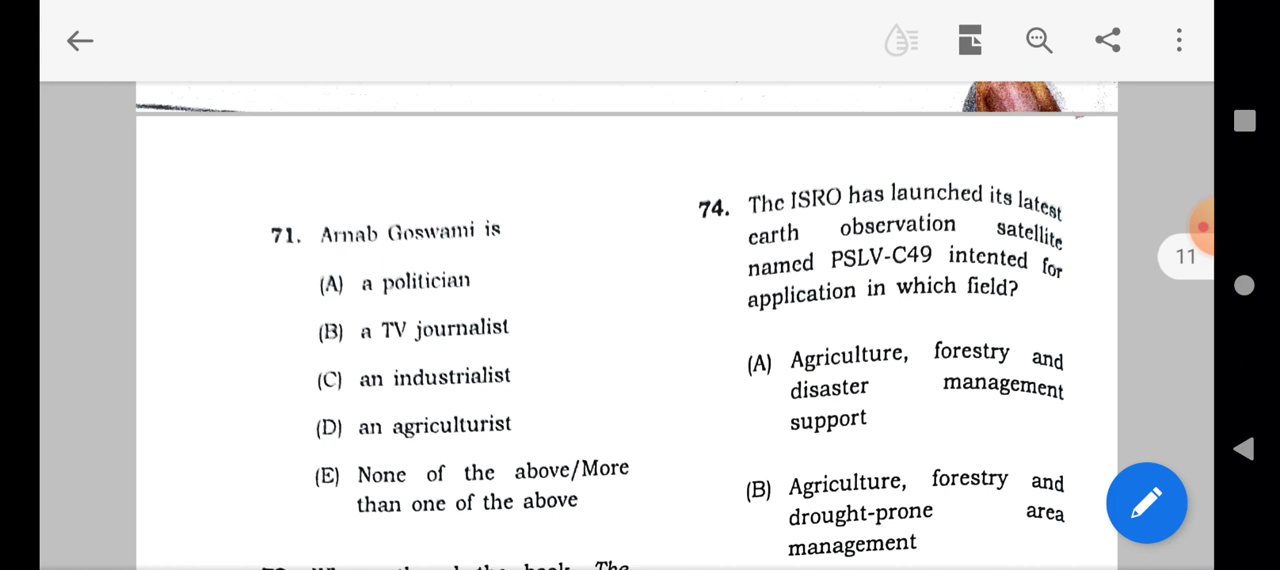 71. Arnab Goswami is
(A) a politician
(B) a TV journalist
(C) an industrialist
(D) an agriculturist
(E) None of the above/More
than one of the above
The
74. The ISRO has launched its latest
earth observation satellite
named PSLV-C49 intented for
application in which field?
(A) Agriculture, forestry and
disaster management
support
(B) Agriculture, forestry and
drought-prone area
management
11